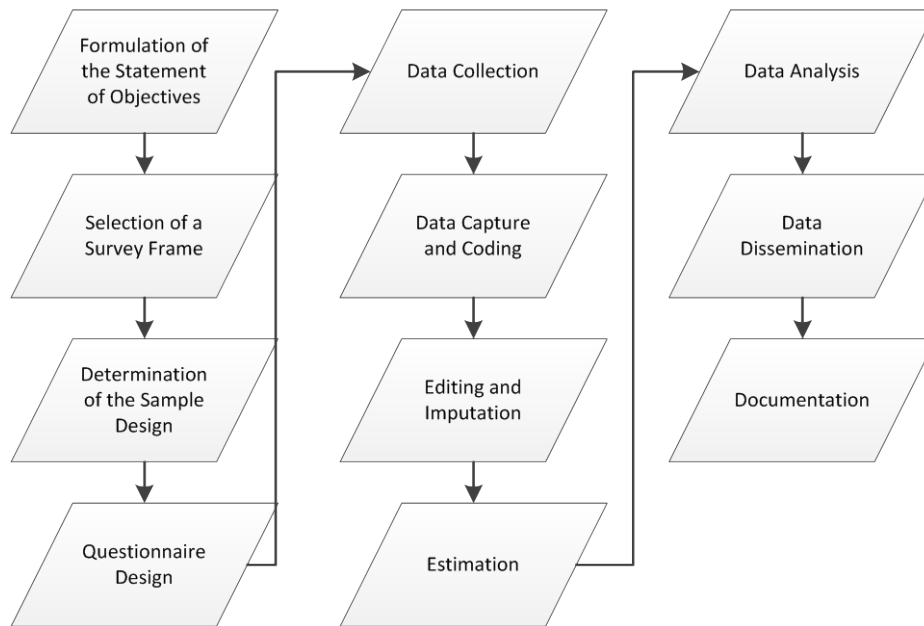 Formulation of
the Statement
of Objectives
Selection of a
Survey Frame
Determination
of the Sample
Design
Questionnaire
Design
Data Collection
Data Capture
and Coding
Editing and
Imputation
Estimation
Data Analysis
Data
Dissemination
Documentation